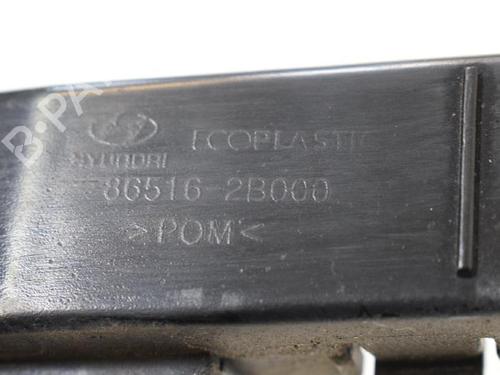 B-PA
ECOPLASTIC
HYUNDAI
86516 2B000
>POM<